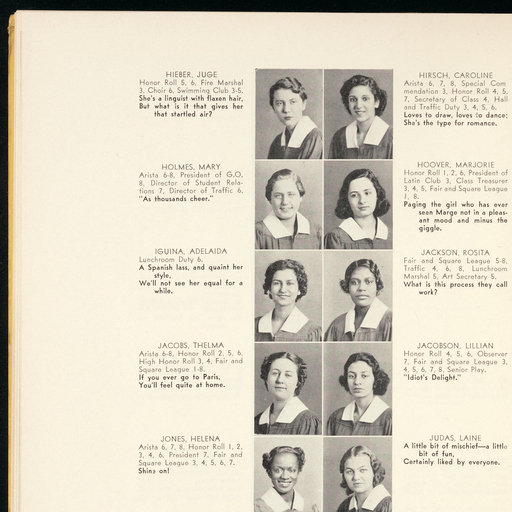 HIEBER, JUGE
Honor Roll 5, 6, Fire Marshal
3, Choir 6, Swimming Club 3-5.
She's a linguist with flaxen hair,
But what is it that gives her
that startled air?
HIRSCH, CAROLINE
Arista 6, 7, 8, Special Com
mendation 3, Honor Roll 4, 5,
7, Secretary of Class 4, Hall
and Traffic Duty 3, 4, 5, 6.
Loves to draw, loves to dance;
She's the type for romance.
HOLMES, MARY
Arista 6-8, President of G.O.
8, Director of Student Rela-
tions 7, Director of Traffic 6.
"As thousands cheer."
HOOVER, MARJORIE
Honor Roll 1, 2, 6, President of
Latin Club 3, Class Treasurer
3, 4, 5, Fair and Square League
1, 8.
Paging the girl who has ever
seen Marge not in a pleas-
ant mood and minus the
giggle.
IGUINA, ADELAIDA
Lunchroom Duty 6.
A Spanish lass, and quaint her
style,
We'll not see her equal for a
while.
JACKSON, ROSITA
Fair and Square League 5-8,
Traffic 4, 6, 8, Lunchroom
Marshal 5, Art Secretary 5.
What is this process they call
work?
JACOBS, THELMA
Arista 6-8, Honor Roll 2, 5, 6,
High Honor Roll 3, 4, Fair and
Square League 1-8.
If you ever go to Paris,
You'll feel quite at home.
JACOBSON, LILLIAN
Honor Roll 4, 5, 6, Observer
7, Fair and Square League 3,
4, 5, 6, 7, 8, Senior Play.
"Idiot's Delight."
JONES, HELENA
Arista 6, 7, 8, Honor Roll 1, 2,
3, 4, 6, President 7, Fair and
Square League 3, 4, 5, 6, 7.
Shine on!
JUDAS, LAINE
A little bit of mischief—a little
bit of fun,
Certainly liked by everyone.